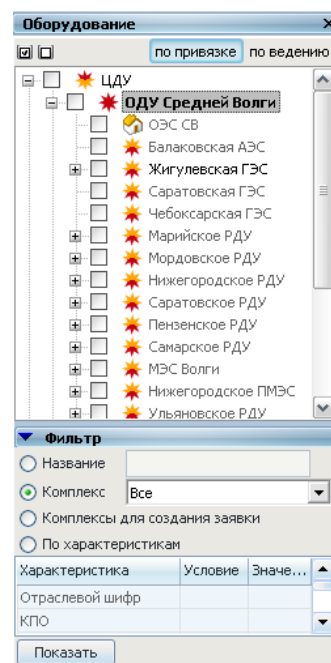 Оборудование
по привязке по ведению
ЦДУ
ОДУ Средней Волги
ОЭС СВ
Балаковская АЭС
Жигулевская ГЭС
Саратовская ГЭС
Чебоксарская ГЭС
Марийское РДУ
Мордовское РДУ
Нижегородское РДУ
Саратовское РДУ
Пензенское РДУ
Самарское РДУ
МЭС Волги
Нижегородское ПМЭС
Ульяновское РДУ
Фильтр
Название
Комплекс Все
Комплексы для создания заявки
По характеристикам
Характеристика Условие Значе...
Отраслевой шифр
КПО
Показать